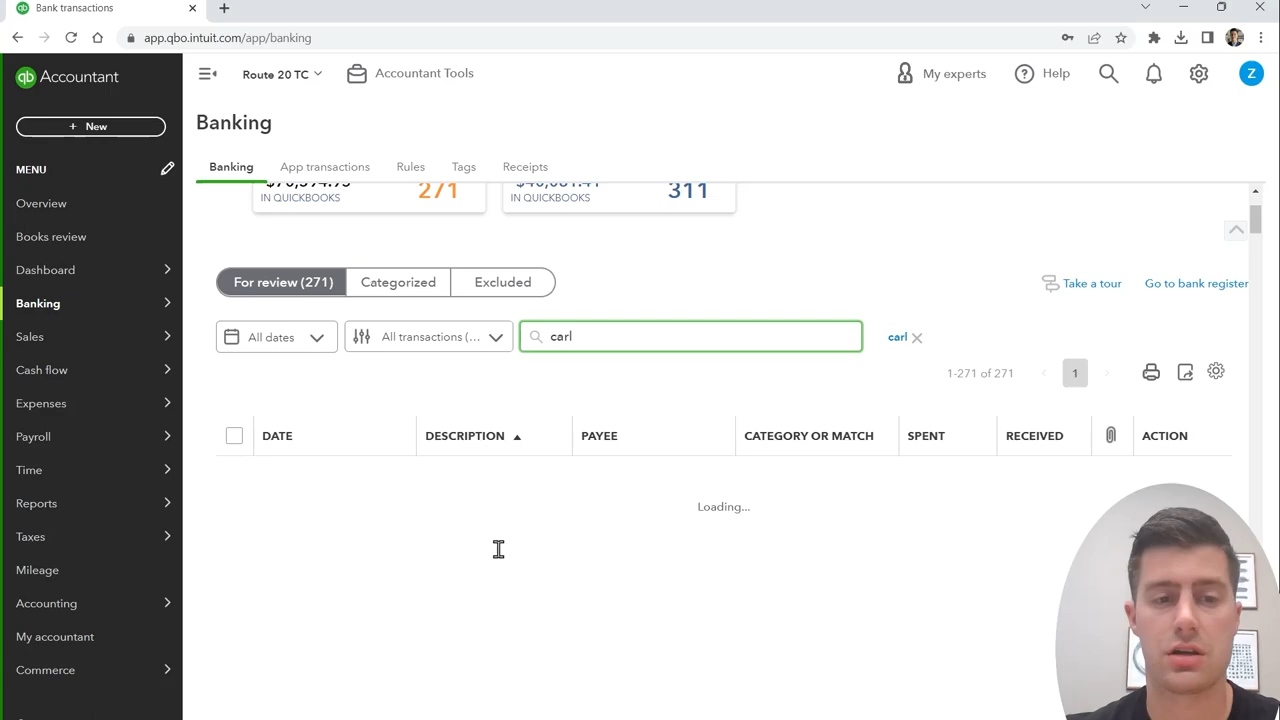 Bank transactions
app.qbo.intuit.com/app/banking
qb Accountant
Route 20 TC
Accountant Tools
My experts
Help
Z
+ New
Banking
MENU
Banking
App transactions
Rules
Tags
Receipts
Overview
Books review
Dashboard
Banking
Sales
Cash flow
Expenses
Payroll
Time
Reports
Taxes
Mileage
Accounting
My accountant
Commerce
IN QUICKBOOKS
271
IN QUICKBOOKS
311
For review (271)
Categorized
Excluded
Take a tour
Go to bank register
All dates
All transactions (...
carl
carl
1-271 of 271
1
DATE
DESCRIPTION
PAYEE
CATEGORY OR MATCH
SPENT
RECEIVED
ACTION
Loading...